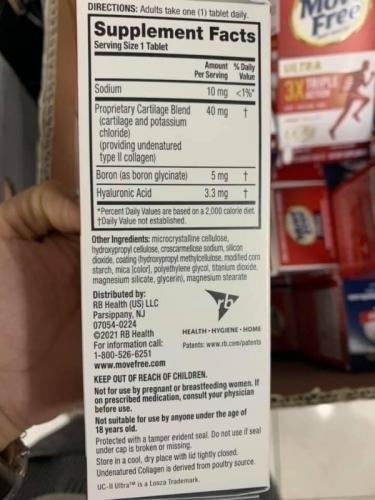 DIRECTIONS: Adults take one (1) tablet daily.
Supplement Facts
Serving Size 1 Tablet
Amount % Daily
Per Serving Value
Sodium 10 mg <1%*
Proprietary Cartilage Blend 40 mg †
(cartilage and potassium
chloride)
(providing undenatured
type II collagen)
Boron (as boron glycinate) 5 mg †
Hyaluronic Acid 3.3 mg †
*Percent Daily Values are based on a 2,000 calorie diet.
†Daily Value not established.
Other Ingredients: microcrystalline cellulose,
hydroxypropyl cellulose, croscarmellose sodium, silicon
dioxide, coating (hydroxypropyl methylcellulose, modified corn
starch, mica [color], polyethylene glycol, titanium dioxide,
magnesium silicate, glycerin), magnesium stearate
Distributed by:
RB Health (US) LLC
Parsippany, NJ
07054-0224
©2021 RB Health
For information call:
1-800-526-6251
www.movefree.com
rb
HEALTH • HYGIENE • HOME
Patents: www.rb.com/patents
KEEP OUT OF REACH OF CHILDREN.
Not for use by pregnant or breastfeeding women. If
on prescribed medication, consult your physician
before use.
Not suitable for use by anyone under the age of
18 years old.
Protected with a tamper evident seal. Do not use if seal
under cap is broken or missing.
Store in a cool, dry place with lid tightly closed.
Undenatured Collagen is derived from poultry source.
UC-II Ultra™ is a Lonza Trademark.
Move
Free
ULTRA
3X TRIPLE